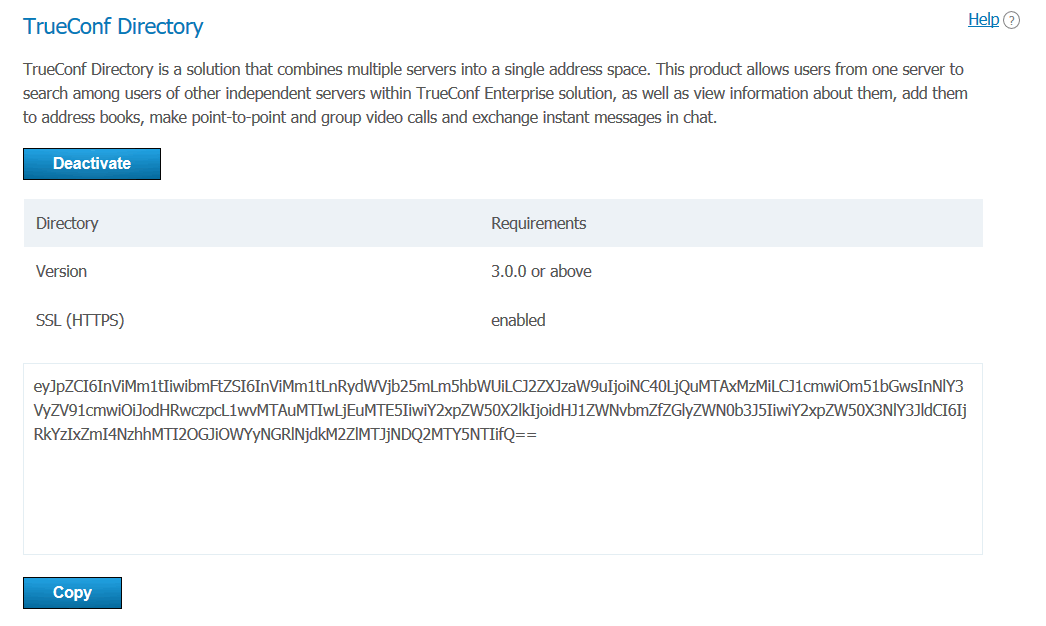 TrueConf Directory
Help ?
TrueConf Directory is a solution that combines multiple servers into a single address space. This product allows users from one server to
search among users of other independent servers within TrueConf Enterprise solution, as well as view information about them, add them
to address books, make point-to-point and group video calls and exchange instant messages in chat.
Deactivate
Directory Requirements
Version 3.0.0 or above
SSL (HTTPS) enabled
eyJpZCI6InViMm1tIiwibmFtZSI6InViMm1tLnRydWVjb25mLm5hbWUiLCJ2ZXJzaW9uIjoiNC40LjQuMTAxMzMiLCJ1cmwiOm51bGwsInNlY3
VyZV91cmwiOiJodHRwczpcL1wvMTAuMTIwLjEuMTE5IiwiY2xpZW50X2lkIjoidHJ1ZWNvbmZfZGlyZWN0b3J5IiwiY2xpZW50X3NlY3JldCI6Ij
RkYzIxZmI4NzhhMTI2OGJiOWYyNGRlNjdkM2ZlMTJjNDQ2MTY5NTIifQ==
Copy